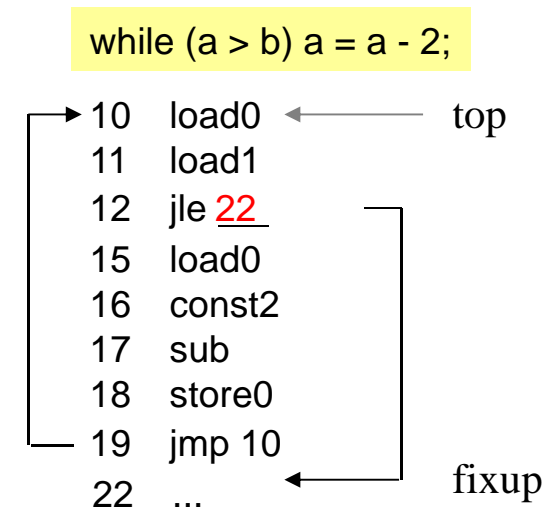 while (a > b) a = a - 2;
10 load0 top
11 load1
12 jle 22
15 load0
16 const2
17 sub
18 store0
19 jmp 10
22 ... fixup